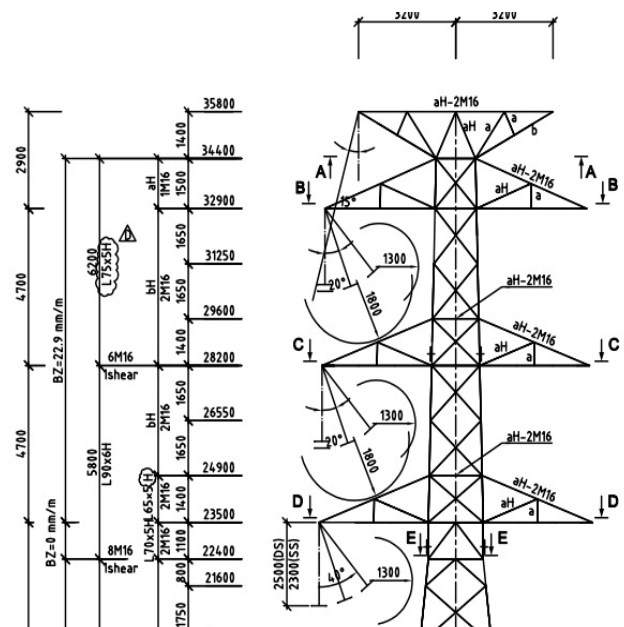 3200 3200
aH-2M16
35800
aH a a b
1400
34400
2900
A A
aH 1M16
1500
aH-2M16
B B
aH a
32900
15°
L75x5H
6200
D
1650
31250
1300
20°
1800
4700
bH 2M16
1650
29600
aH-2M16
aH-2M16
BZ=22.9 mm/m
1400
C C
aH a
6M16
1shear
28200
1650
26550
1300
20°
1800
4700
bH 2M16
1650
5800
L90x6H
24900
aH-2M16
aH-2M16
L65x5H
2M16
1400
D D
aH a
23500
BZ=0 mm/m
L70x5H
2M16
1100
E E
8M16
1shear
22400
2500(DS)
2300(SS)
800
40°
1300
21600
1750